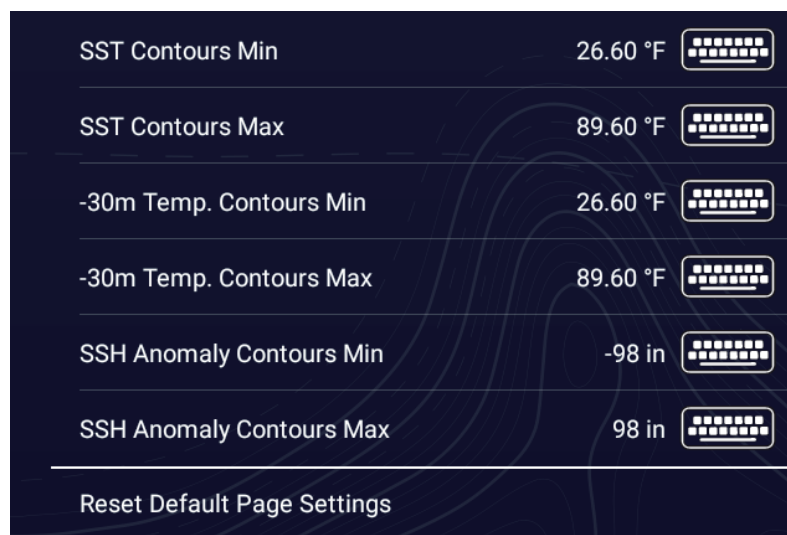 SST Contours Min 26.60 °F
SST Contours Max 89.60 °F
-30m Temp. Contours Min 26.60 °F
-30m Temp. Contours Max 89.60 °F
SSH Anomaly Contours Min -98 in
SSH Anomaly Contours Max 98 in
Reset Default Page Settings